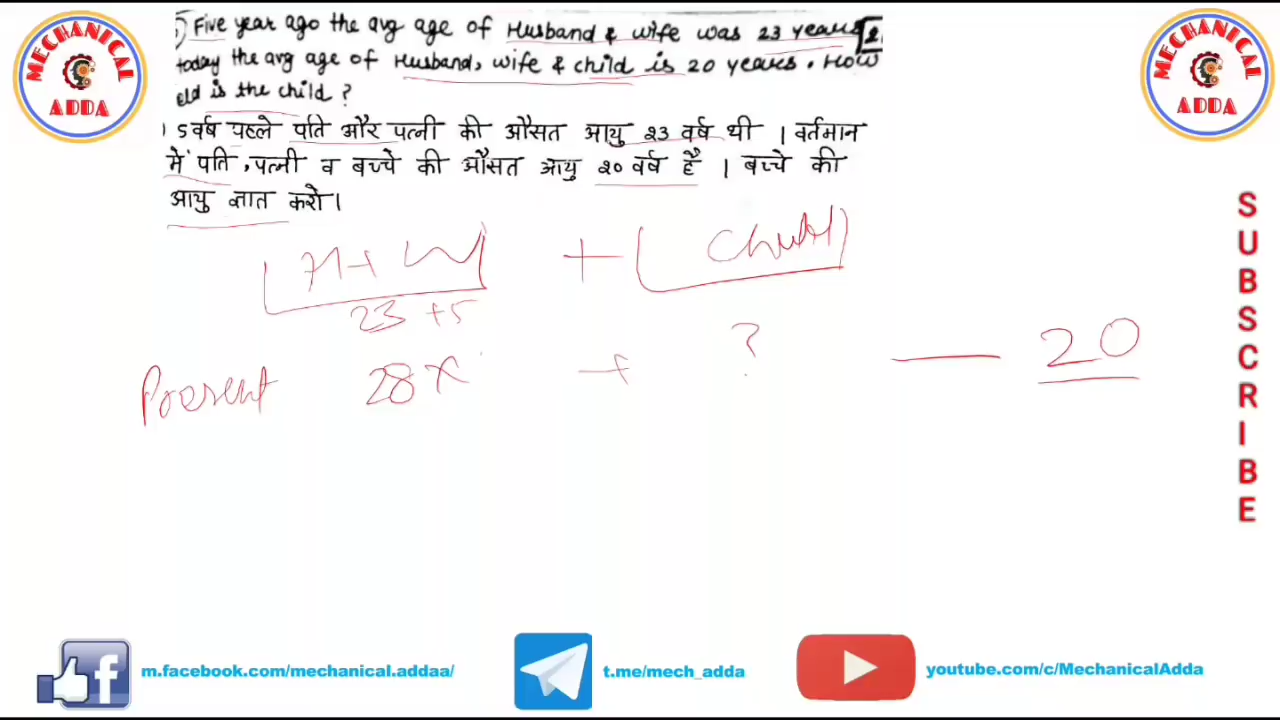 MECHANICAL
ADDA
Five year ago the avg age of Husband & wife was 23 years
today the avg age of Husband, wife & child is 20 years. How
old is the child?
5 वर्ष पहले पति और पत्नी की औसत आयु 23 वर्ष थी । वर्तमान
में पति, पत्नी व बच्चे की औसत आयु 20 वर्ष है । बच्चे की
आयु ज्ञात करो।
H + W + Child
23 + 5
Present 28 × + ? — 20
MECHANICAL
ADDA
SUBSCRIBE
m.facebook.com/mechanical.addaa/
t.me/mech_adda
youtube.com/c/MechanicalAdda